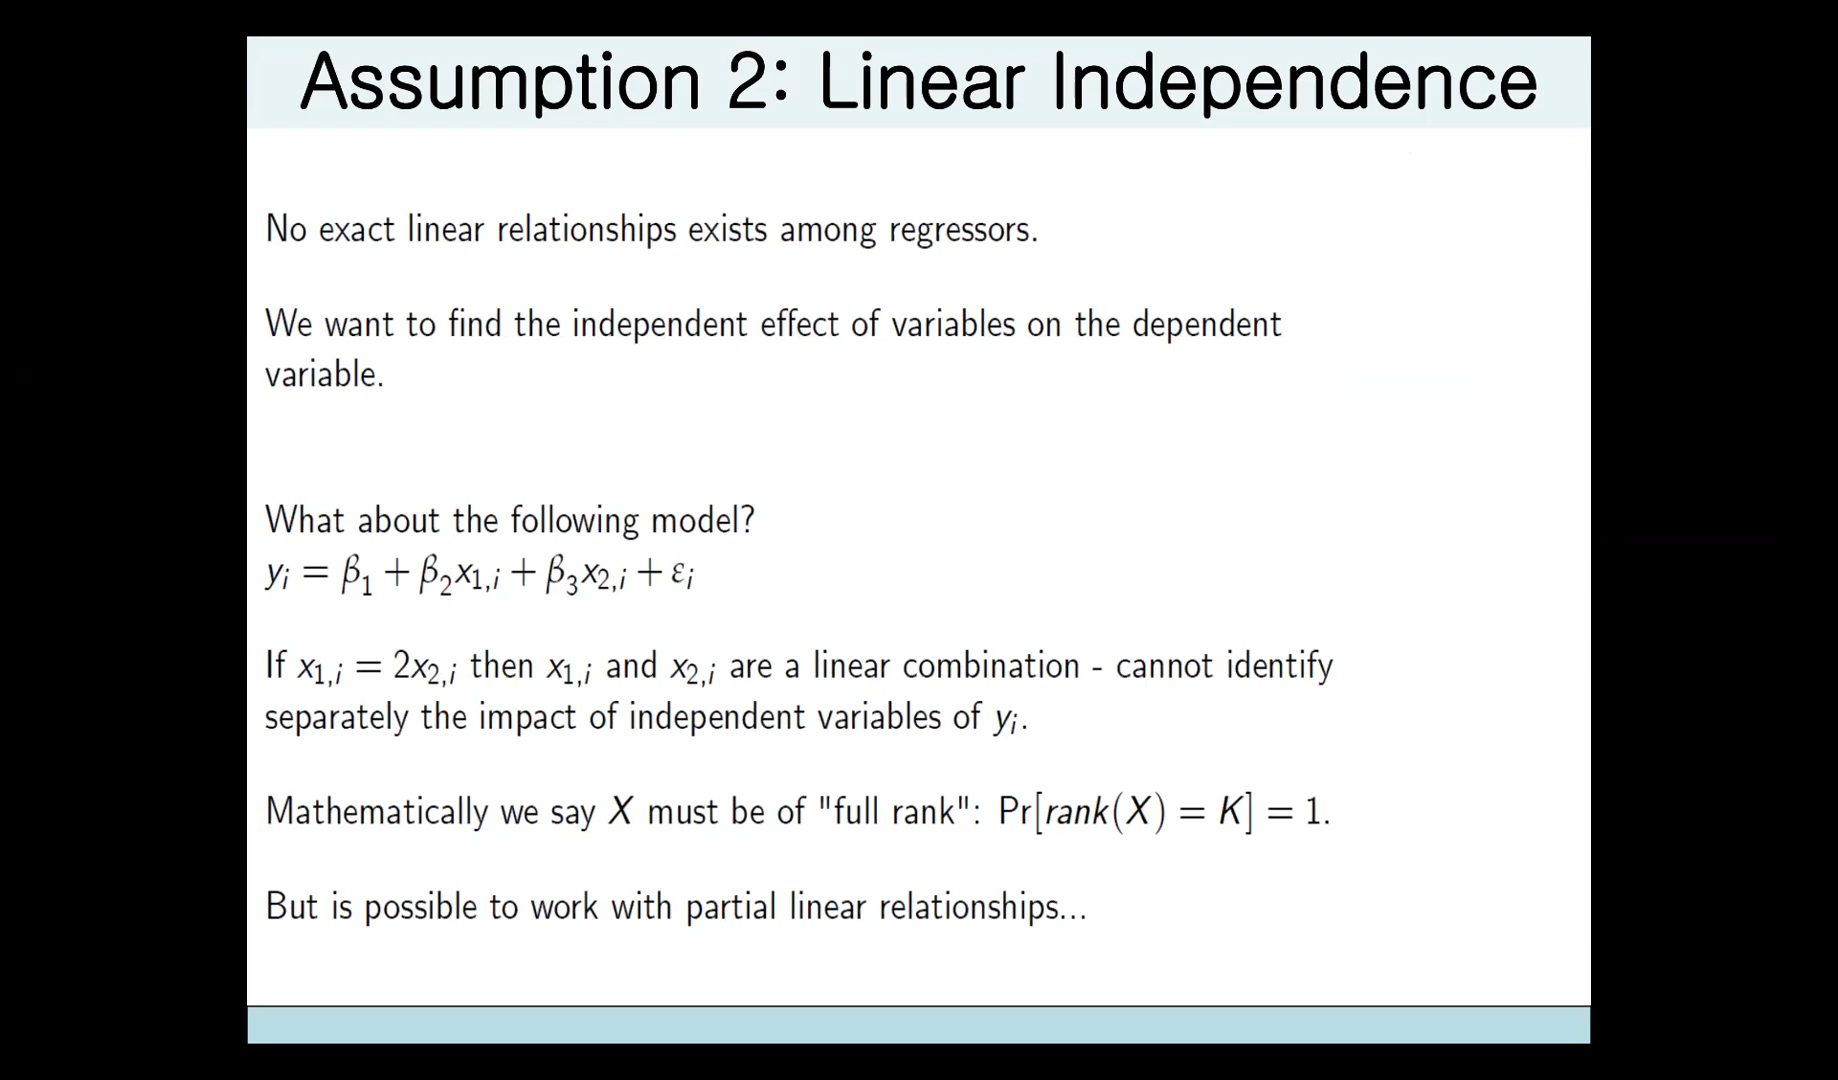 Assumption 2: Linear Independence
No exact linear relationships exists among regressors.
We want to find the independent effect of variables on the dependent
variable.
What about the following model?
yᵢ = β₁ + β₂x₁,ᵢ + β₃x₂,ᵢ + εᵢ
If x₁,ᵢ = 2x₂,ᵢ then x₁,ᵢ and x₂,ᵢ are a linear combination - cannot identify
separately the impact of independent variables of yᵢ.
Mathematically we say X must be of "full rank": Pr[rank(X) = K] = 1.
But is possible to work with partial linear relationships...